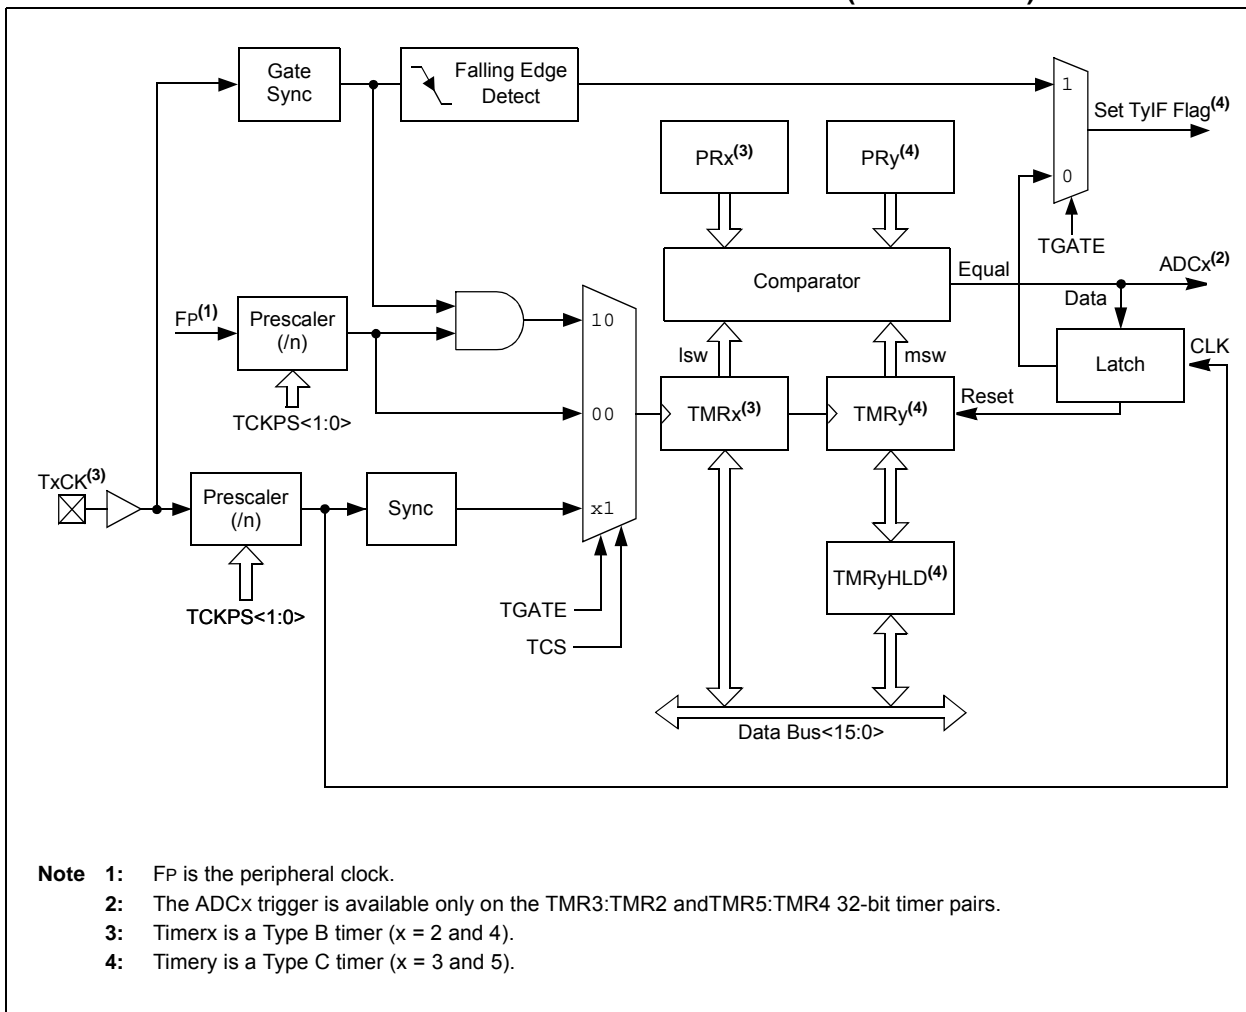 Gate
Sync
Falling Edge
Detect
1
Set TyIF Flag(4)
PRx(3)
PRy(4)
0
TGATE
Comparator
Equal
ADCx(2)
Data
FP(1)
Prescaler
(/n)
10
lsw
msw
Latch
CLK
TCKPS<1:0>
00
TMRx(3)
TMRy(4)
Reset
TxCK(3)
Prescaler
(/n)
Sync
x1
TMRyHLD(4)
TCKPS<1:0>
TGATE
TCS
Data Bus<15:0>
Note 1: FP is the peripheral clock.
2: The ADCx trigger is available only on the TMR3:TMR2 andTMR5:TMR4 32-bit timer pairs.
3: Timerx is a Type B timer (x = 2 and 4).
4: Timery is a Type C timer (x = 3 and 5).